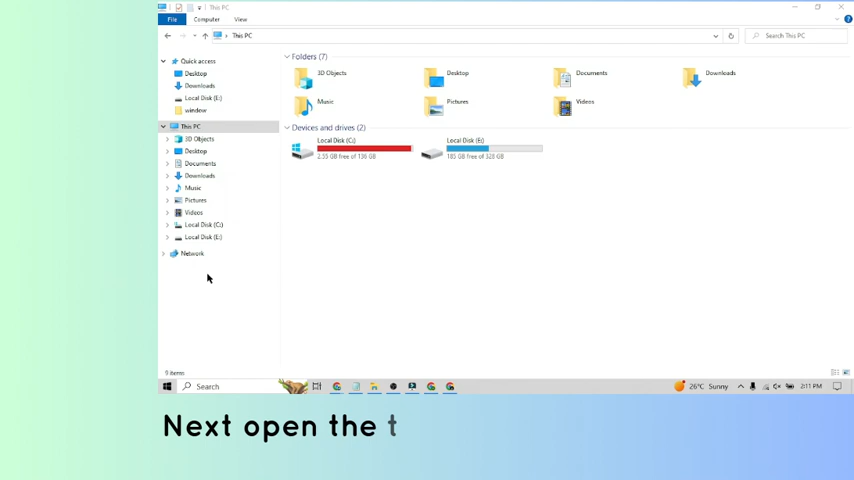 This PC
File Computer View
This PC
Search This PC
Quick access
Desktop
Downloads
Local Disk (E:)
window
This PC
3D Objects
Desktop
Documents
Downloads
Music
Pictures
Videos
Local Disk (C:)
Local Disk (E:)
Network
Folders (7)
3D Objects Desktop Documents Downloads
Music Pictures Videos
Devices and drives (2)
Local Disk (C:) Local Disk (E:)
2.55 GB free of 136 GB 185 GB free of 328 GB
9 items
Search 26°C Sunny 2:11 PM
Next open the t